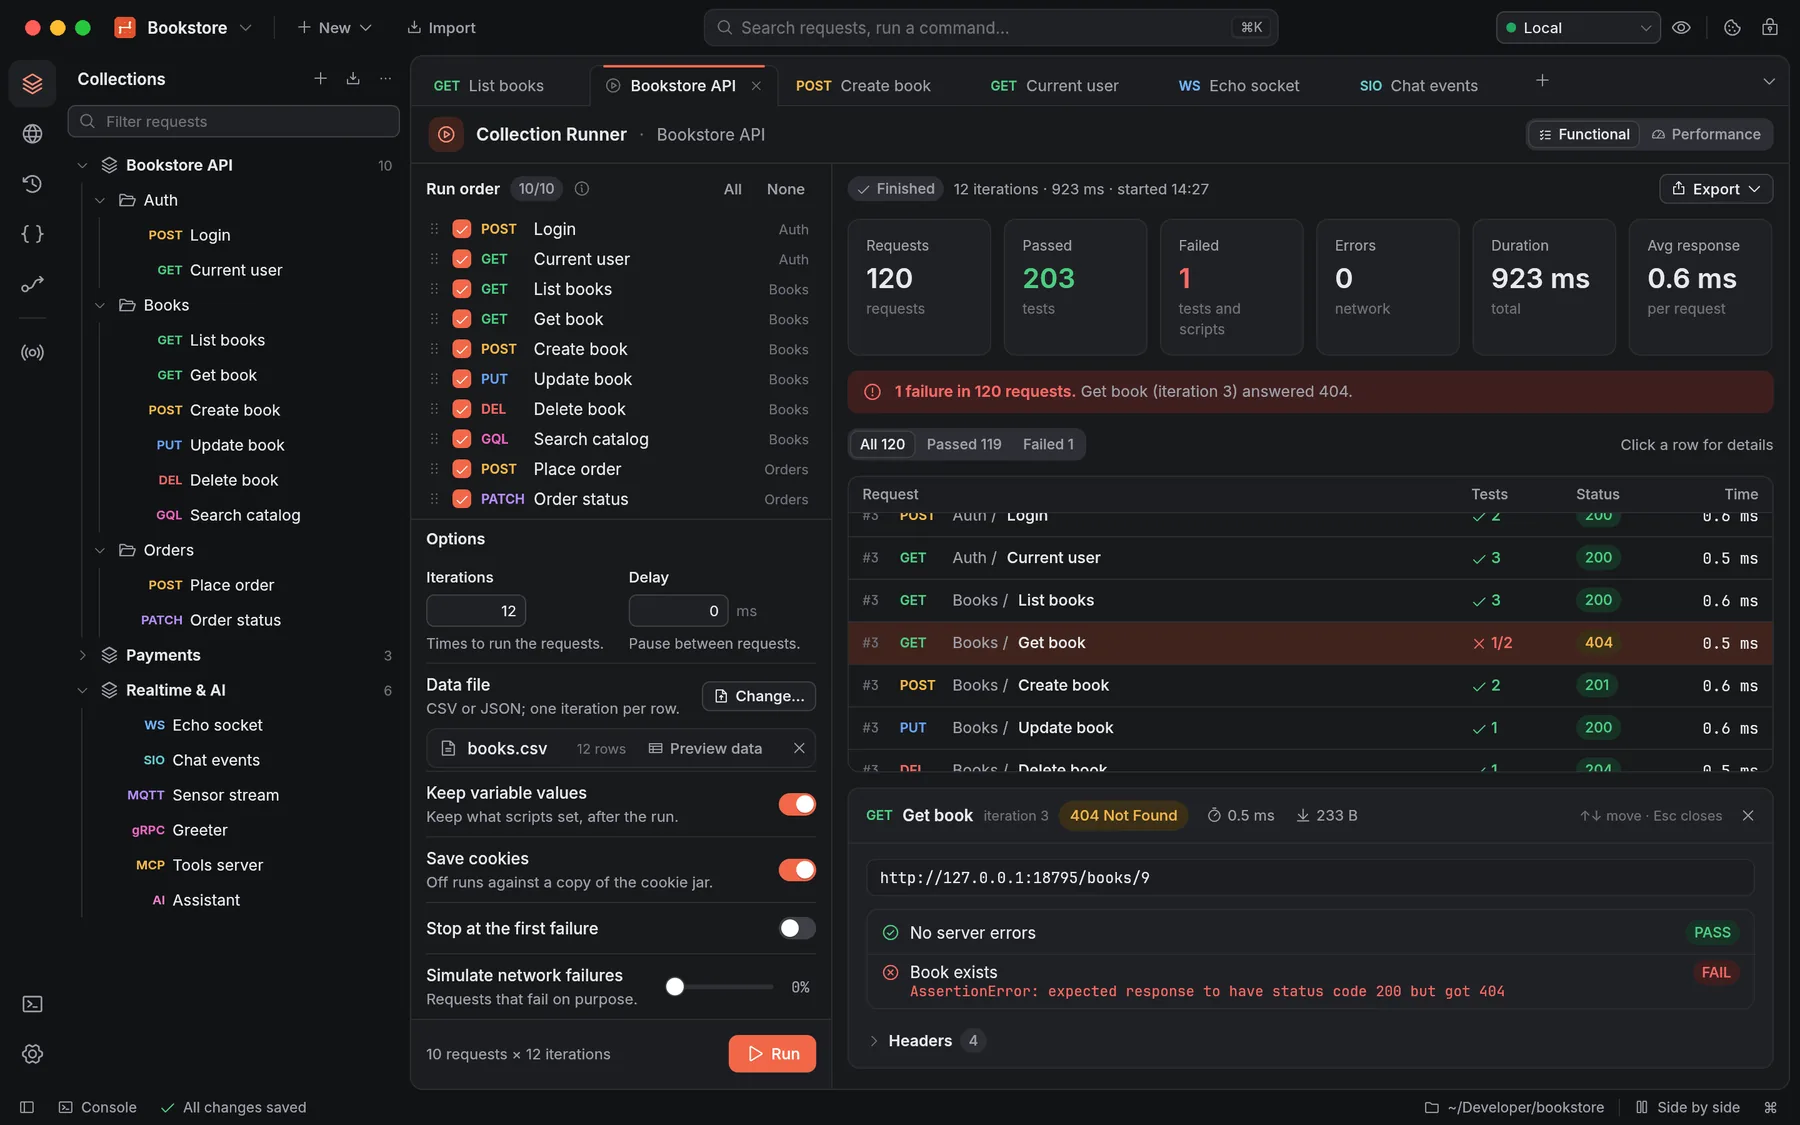 Bookstore
New
Import
Search requests, run a command...
⌘K
Local
Collections
Filter requests
Bookstore API 10
Auth
POST Login
GET Current user
Books
GET List books
GET Get book
POST Create book
PUT Update book
DEL Delete book
GQL Search catalog
Orders
POST Place order
PATCH Order status
Payments 3
Realtime & AI 6
WS Echo socket
SIO Chat events
MQTT Sensor stream
gRPC Greeter
MCP Tools server
AI Assistant
GET List books
Bookstore API
POST Create book
GET Current user
WS Echo socket
SIO Chat events
Collection Runner · Bookstore API
Functional
Performance
Run order 10/10
All
None
POST Login Auth
GET Current user Auth
GET List books Books
GET Get book Books
POST Create book Books
PUT Update book Books
DEL Delete book Books
GQL Search catalog Books
POST Place order Orders
PATCH Order status Orders
Options
Iterations
12
Times to run the requests.
Delay
0 ms
Pause between requests.
Data file
CSV or JSON; one iteration per row.
Change...
books.csv 12 rows Preview data
Keep variable values
Keep what scripts set, after the run.
Save cookies
Off runs against a copy of the cookie jar.
Stop at the first failure
Simulate network failures
Requests that fail on purpose.
0%
10 requests × 12 iterations
Run
Finished 12 iterations · 923 ms · started 14:27
Export
Requests
120
requests
Passed
203
tests
Failed
1
tests and
scripts
Errors
0
network
Duration
923 ms
total
Avg response
0.6 ms
per request
1 failure in 120 requests. Get book (iteration 3) answered 404.
All 120
Passed 119
Failed 1
Click a row for details
Request Tests Status Time
#3 POST Auth / Login 2 200 0.6 ms
#3 GET Auth / Current user 3 200 0.5 ms
#3 GET Books / List books 3 200 0.6 ms
#3 GET Books / Get book 1/2 404 0.5 ms
#3 POST Books / Create book 2 201 0.6 ms
#3 PUT Books / Update book 1 200 0.6 ms
#3 DEL Books / Delete book 1 204 0.5 ms
GET Get book iteration 3 404 Not Found 0.5 ms 233 B
↑↓ move · Esc closes
http://127.0.0.1:18795/books/9
No server errors PASS
Book exists FAIL
AssertionError: expected response to have status code 200 but got 404
Headers 4
Console
All changes saved
~/Developer/bookstore
Side by side
⌘